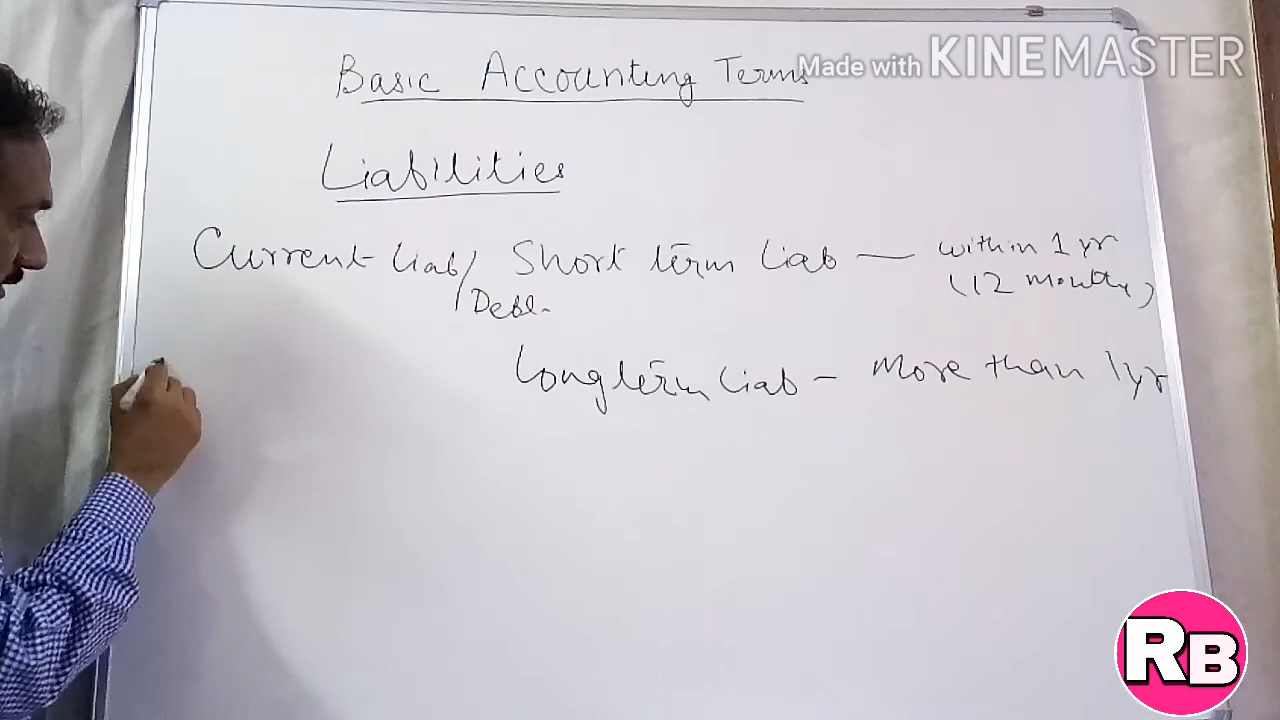 Basic Accounting Terms
Made with KINEMASTER
Liabilities
Current Liab/ Short term Liab — within 1 yr
Debt. (12 months)
Long term Liab – More than 1 yr
RB